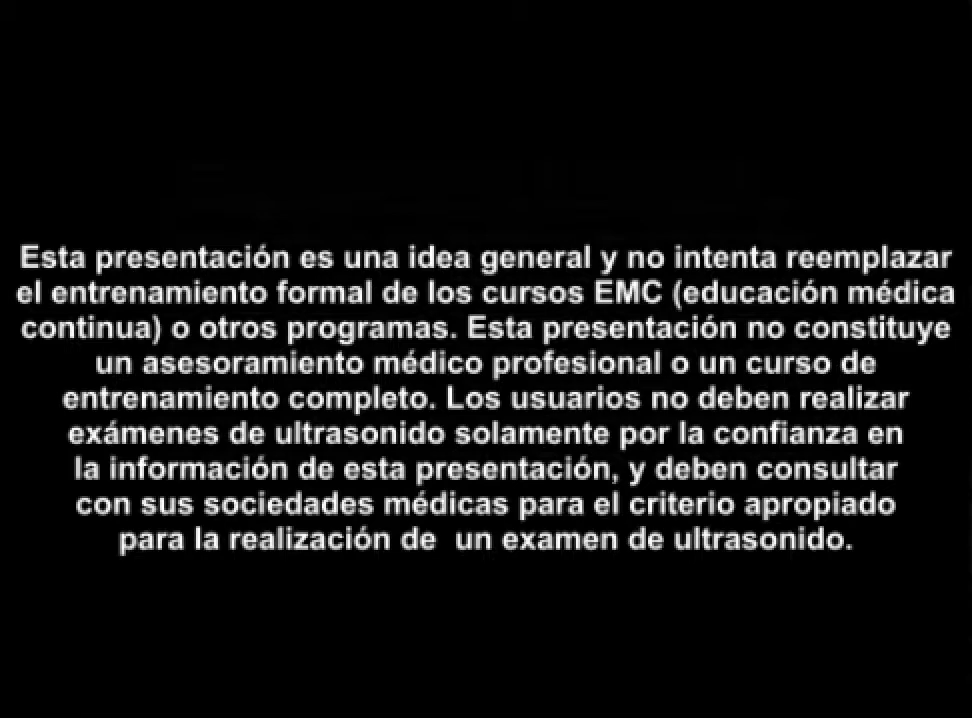 Esta presentación es una idea general y no intenta reemplazar
el entrenamiento formal de los cursos EMC (educación médica
continua) o otros programas. Esta presentación no constituye
un asesoramiento médico profesional o un curso de
entrenamiento completo. Los usuarios no deben realizar
exámenes de ultrasonido solamente por la confianza en
la información de esta presentación, y deben consultar
con sus sociedades médicas para el criterio apropiado
para la realización de  un examen de ultrasonido.